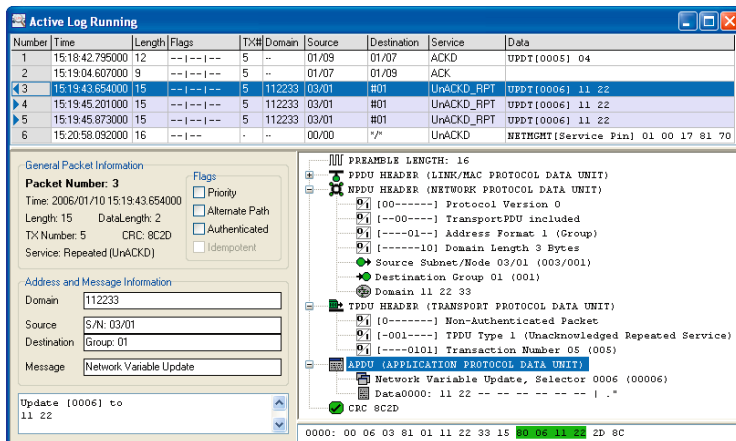 Active Log Running
Number Time Length Flags TX# Domain Source Destination Service Data
1 15:18:42.795000 12 --|--|-- 5 -- 01/09 01/07 ACKD UPDT[0005] 04
2 15:19:04.607000 9 --|--|-- 5 -- 01/07 01/09 ACK
3 15:19:43.654000 15 --|--|-- 5 112233 03/01 #01 UnACKD_RPT UPDT[0006] 11 22
4 15:19:45.201000 15 --|--|-- 5 112233 03/01 #01 UnACKD_RPT UPDT[0006] 11 22
5 15:19:45.873000 15 --|--|-- 5 112233 03/01 #01 UnACKD_RPT UPDT[0006] 11 22
6 15:20:58.092000 16 --|--|-- - -- 00/00 */* UnACKD NETMGMT[Service Pin] 01 00 17 81 70
General Packet Information
Packet Number: 3
Time: 2006/01/10 15:19:43.654000
Length: 15 DataLength: 2
TX Number: 5 CRC: 8C2D
Service: Repeated (UnACKD)
Flags
Priority
Alternate Path
Authenticated
Idempotent
Address and Message Information
Domain 112233
Source S/N: 03/01
Destination Group: 01
Message Network Variable Update
Update [0006] to
11 22
PREAMBLE LENGTH: 16
PPDU HEADER (LINK/MAC PROTOCOL DATA UNIT)
NPDU HEADER (NETWORK PROTOCOL DATA UNIT)
[00------] Protocol Version 0
[--00----] TransportPDU included
[----01--] Address Format 1 (Group)
[------10] Domain Length 3 Bytes
Source Subnet/Node 03/01 (003/001)
Destination Group 01 (001)
Domain 11 22 33
TPDU HEADER (TRANSPORT PROTOCOL DATA UNIT)
[0-------] Non-Authenticated Packet
[-001----] TPDU Type 1 (Unacknowledged Repeated Service)
[----0101] Transaction Number 05 (005)
APDU (APPLICATION PROTOCOL DATA UNIT)
Network Variable Update, Selector 0006 (00006)
Data0000: 11 22 -- -- -- -- -- -- | ."
CRC 8C2D
0000: 00 06 03 81 01 11 22 33 15 80 06 11 22 2D 8C